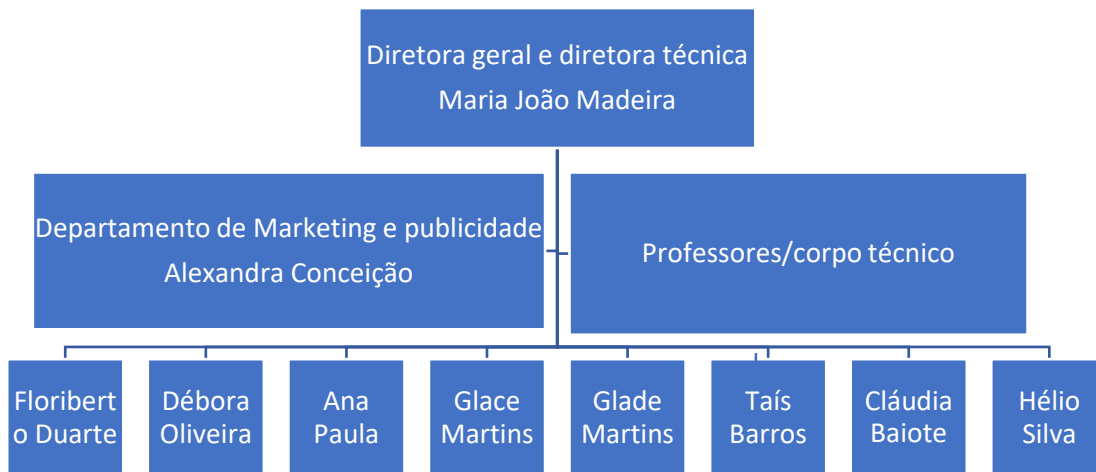 Diretora geral e diretora técnica
Maria João Madeira
Departamento de Marketing e publicidade
Alexandra Conceição
Professores/corpo técnico
Floribert
o Duarte
Débora
Oliveira
Ana
Paula
Glace
Martins
Glade
Martins
Taís
Barros
Cláudia
Baiote
Hélio
Silva